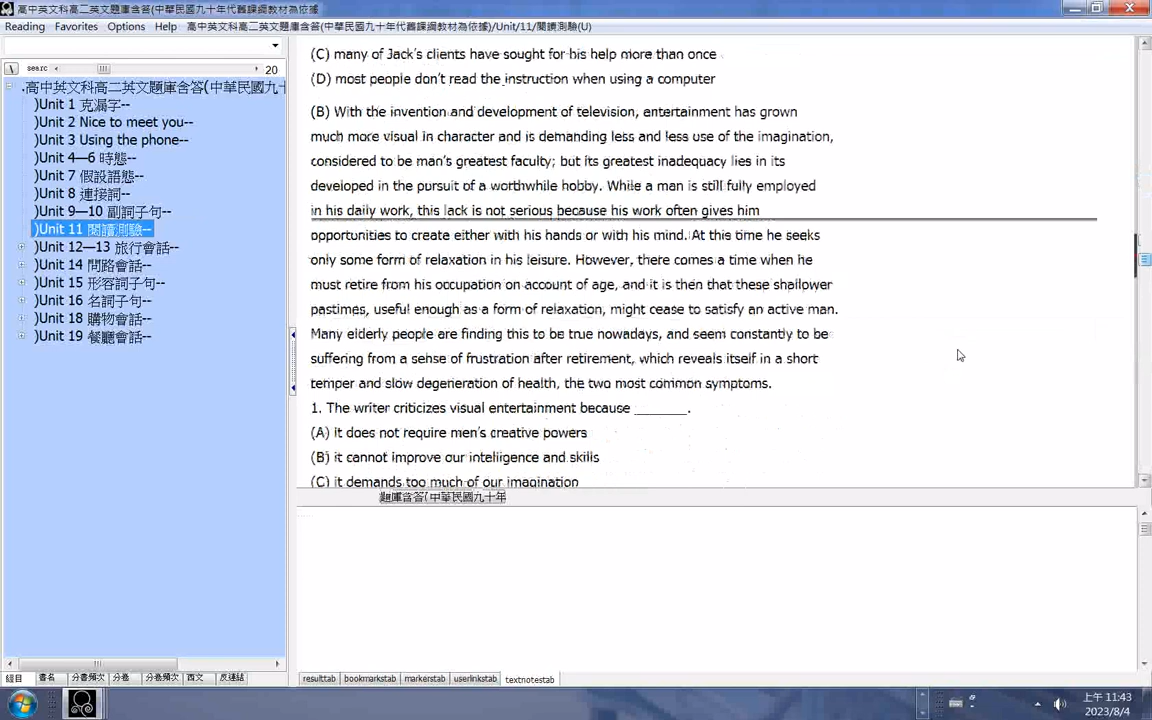 高中英文科高二英文題庫含答(中華民國九十年代舊課綱教材為依據
Reading Favorites Options Help 高中英文科高二英文題庫含答(中華民國九十年代舊課綱教材為依據)/Unit/11/閱讀測驗(U)
searc 20
.高中英文科高二英文題庫含答(中華民國九十
)Unit 1 克漏字--
)Unit 2 Nice to meet you--
)Unit 3 Using the phone--
)Unit 4—6 時態--
)Unit 7 假設語態--
)Unit 8 連接詞--
)Unit 9—10 副詞子句--
)Unit 11 閱讀測驗--
)Unit 12—13 旅行會話--
)Unit 14 問路會話--
)Unit 15 形容詞子句--
)Unit 16 名詞子句--
)Unit 18 購物會話--
)Unit 19 餐廳會話--
經目 書名 分書頻次 分卷 分卷頻次 西文 反連結
(C) many of Jack's clients have sought for his help more than once
(D) most people don't read the instruction when using a computer
(B) With the invention and development of television, entertainment has grown
much more visual in character and is demanding less and less use of the imagination,
considered to be man's greatest faculty; but its greatest inadequacy lies in its
developed in the pursuit of a worthwhile hobby. While a man is still fully employed
in his daily work, this lack is not serious because his work often gives him
opportunities to create either with his hands or with his mind. At this time he seeks
only some form of relaxation in his leisure. However, there comes a time when he
must retire from his occupation on account of age, and it is then that these shallower
pastimes, useful enough as a form of relaxation, might cease to satisfy an active man.
Many elderly people are finding this to be true nowadays, and seem constantly to be
suffering from a sense of frustration after retirement, which reveals itself in a short
temper and slow degeneration of health, the two most common symptoms.
1. The writer criticizes visual entertainment because _______.
(A) it does not require men's creative powers
(B) it cannot improve our intelligence and skills
(C) it demands too much of our imagination
題庫含答(中華民國九十年
resulttab bookmarkstab markerstab userlinkstab textnotestab
上午 11:43
2023/8/4